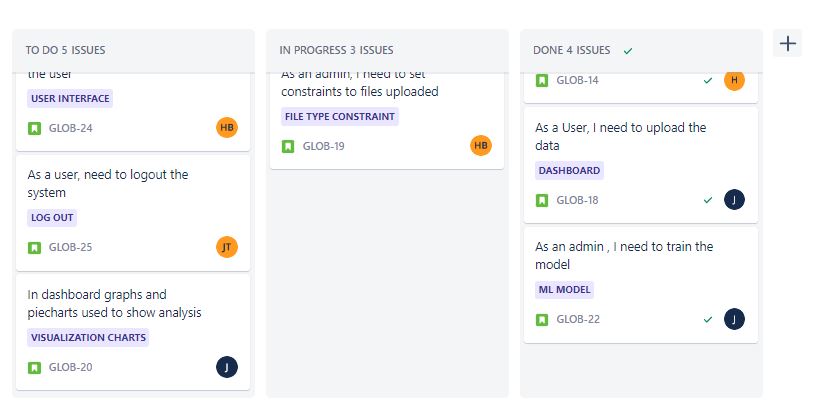 TO DO 5 ISSUES
the user
USER INTERFACE
GLOB-24
HB
As a user, need to logout the
system
LOG OUT
GLOB-25
JT
In dashboard graphs and
piecharts used to show analysis
VISUALIZATION CHARTS
GLOB-20
J
IN PROGRESS 3 ISSUES
As an admin, I need to set
constraints to files uploaded
FILE TYPE CONSTRAINT
GLOB-19
HB
DONE 4 ISSUES
GLOB-14
H
As a User, I need to upload the
data
DASHBOARD
GLOB-18
J
As an admin , I need to train the
model
ML MODEL
GLOB-22
J